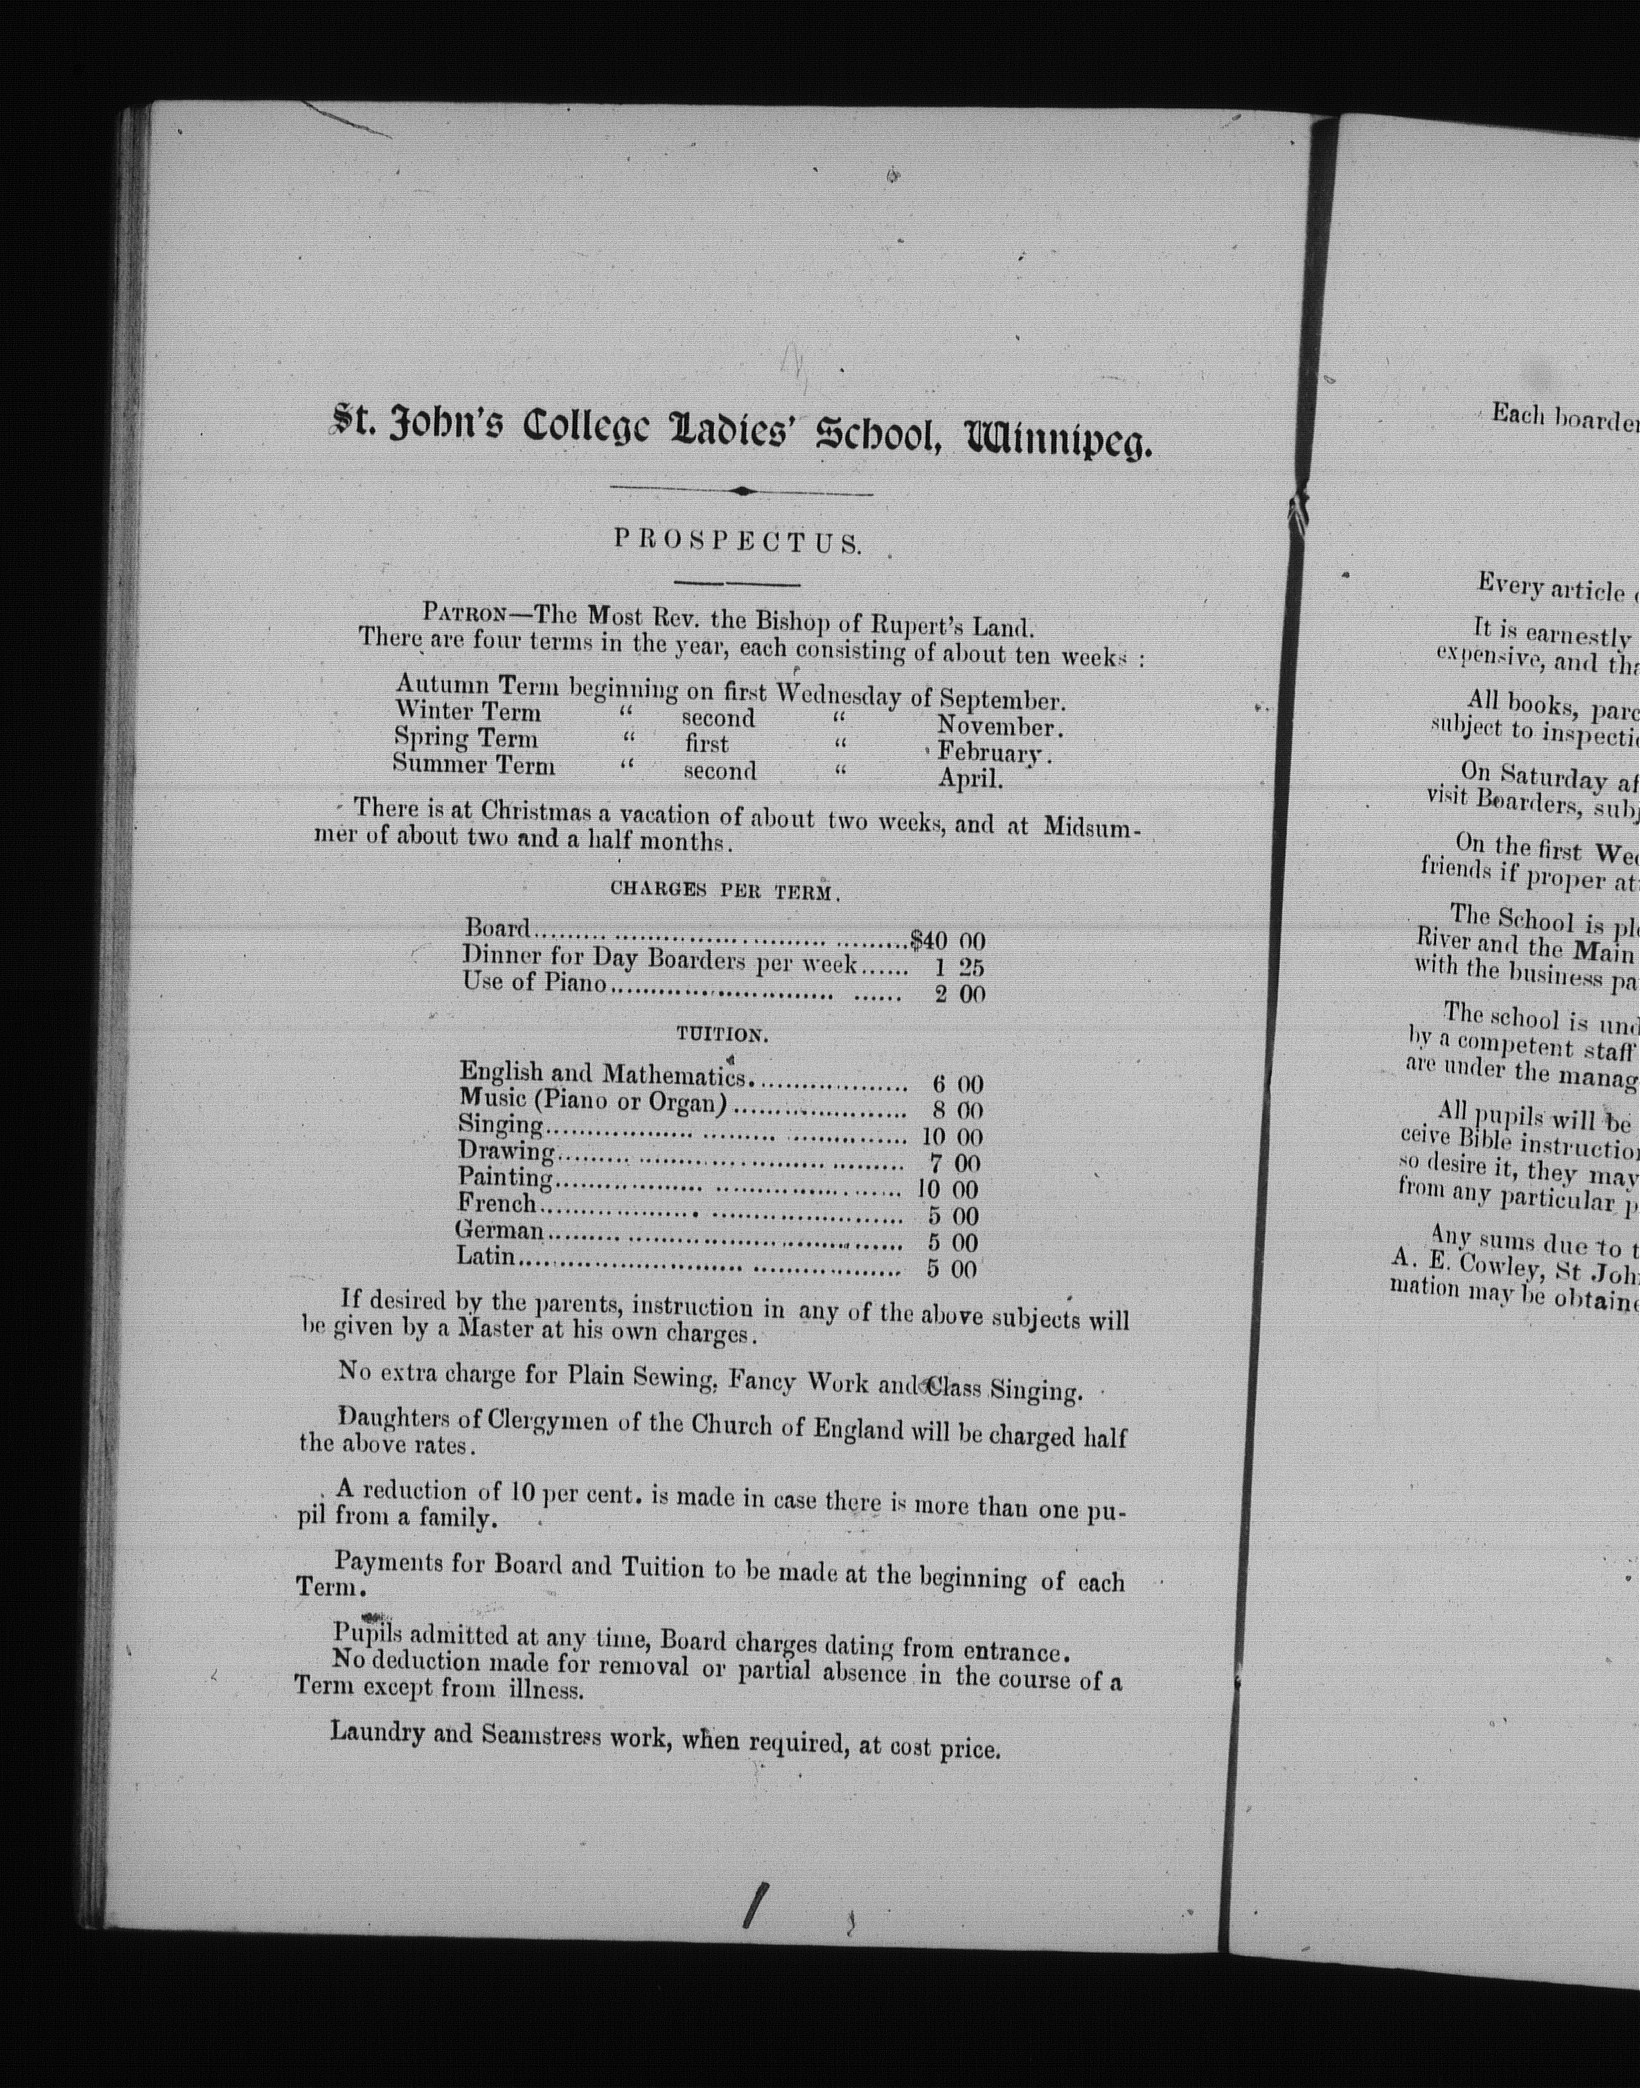 St. John's College Ladies' School, Winnipeg.
PROSPECTUS.
PATRON—The Most Rev. the Bishop of Rupert's Land.
There are four terms in the year, each consisting of about ten weeks :
Autumn Term beginning on first Wednesday of September.
Winter Term " second " November.
Spring Term " first " February.
Summer Term " second " April.
There is at Christmas a vacation of about two weeks, and at Midsum-
mer of about two and a half months.
CHARGES PER TERM.
Board........................................$40 00
Dinner for Day Boarders per week...... 1 25
Use of Piano.................................. 2 00
TUITION.
English and Mathematics................... 6 00
Music (Piano or Organ)..................... 8 00
Singing........................................ 10 00
Drawing....................................... 7 00
Painting....................................... 10 00
French......................................... 5 00
German........................................ 5 00
Latin........................................... 5 00
If desired by the parents, instruction in any of the above subjects will
be given by a Master at his own charges.
No extra charge for Plain Sewing, Fancy Work and Class Singing.
Daughters of Clergymen of the Church of England will be charged half
the above rates.
A reduction of 10 per cent. is made in case there is more than one pu-
pil from a family.
Payments for Board and Tuition to be made at the beginning of each
Term.
Pupils admitted at any time, Board charges dating from entrance.
No deduction made for removal or partial absence in the course of a
Term except from illness.
Laundry and Seamstress work, when required, at cost price.
Each boarder
Every article
It is earnestly
expensive, and tha
All books, parc
subject to inspectio
On Saturday af
visit Boarders, subj
On the first Wed
friends if proper at
The School is pl
River and the Main
with the business pa
The school is und
by a competent staff
are under the manag
All pupils will be
ceive Bible instruction
so desire it, they may
from any particular p
Any sums due to t
A. E. Cowley, St Joh
mation may be obtaine